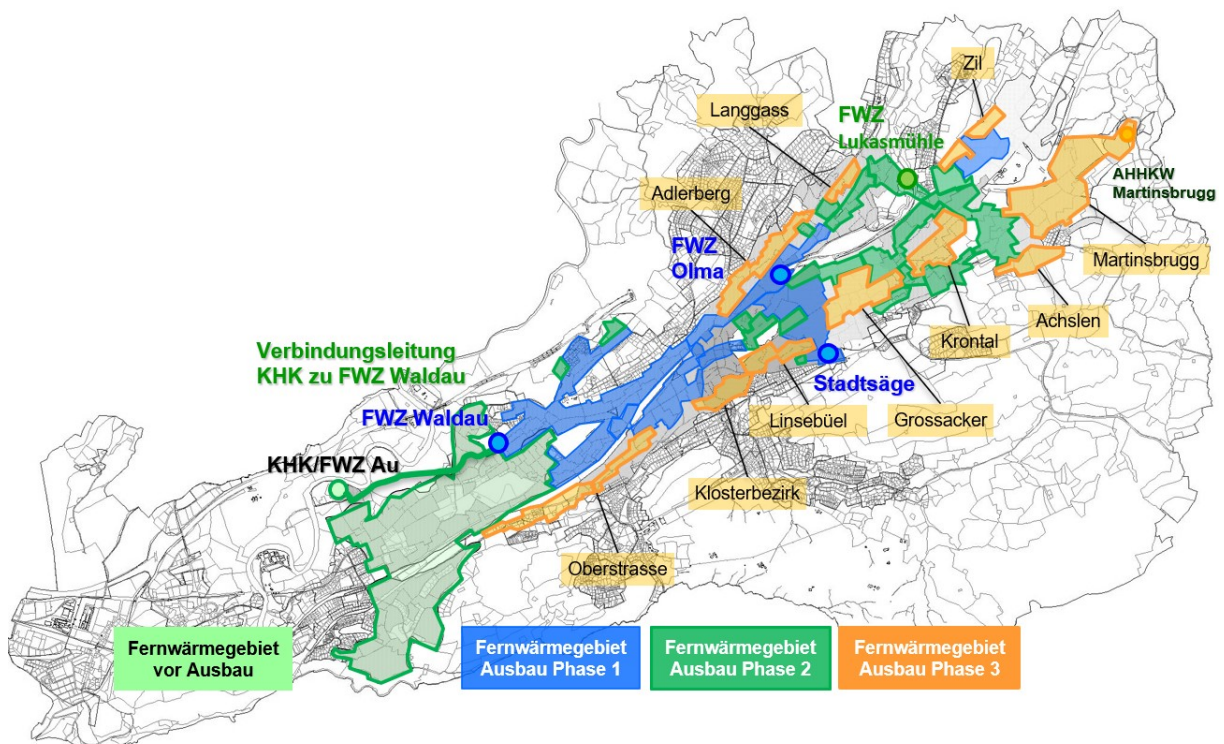 Zil
Langgass
FWZ
Lukasmühle
AHHKW
Martinsbrugg
Adlerberg
FWZ
Olma
Martinsbrugg
Achslen
Krontal
Verbindungsleitung
KHK zu FWZ Waldau
Stadtsäge
FWZ Waldau
Linsebüel
Grossacker
KHK/FWZ Au
Klosterbezirk
Oberstrasse
Fernwärmegebiet
vor Ausbau
Fernwärmegebiet
Ausbau Phase 1
Fernwärmegebiet
Ausbau Phase 2
Fernwärmegebiet
Ausbau Phase 3